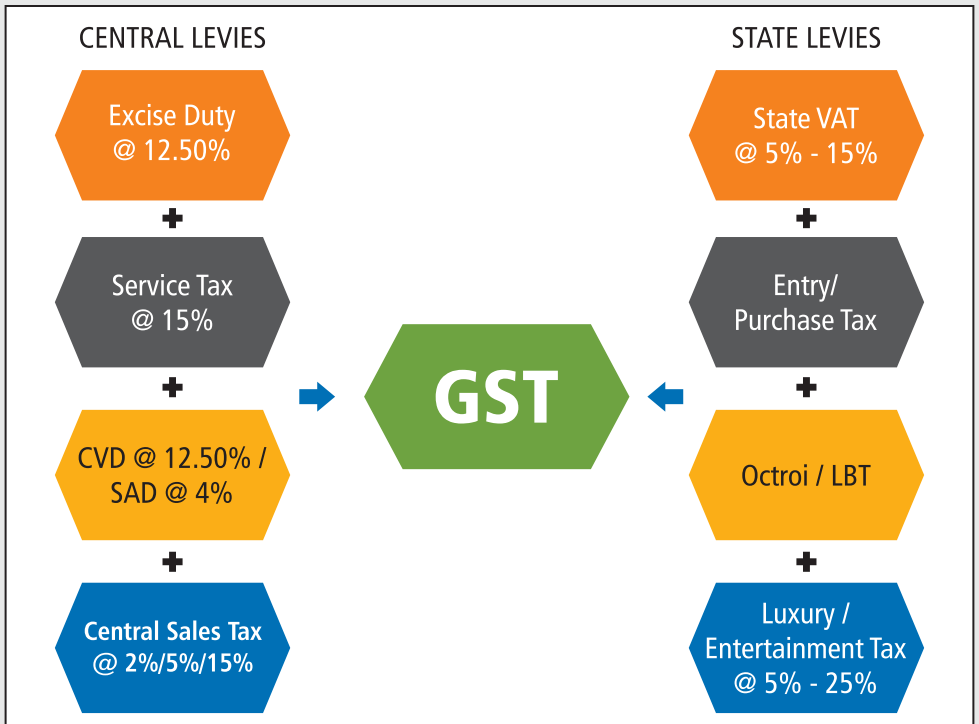 CENTRAL LEVIES
Excise Duty
@ 12.50%
+
Service Tax
@ 15%
+
CVD @ 12.50% /
SAD @ 4%
+
Central Sales Tax
@ 2%/5%/15%
GST
STATE LEVIES
State VAT
@ 5% - 15%
+
Entry/
Purchase Tax
+
Octroi / LBT
+
Luxury /
Entertainment Tax
@ 5% - 25%